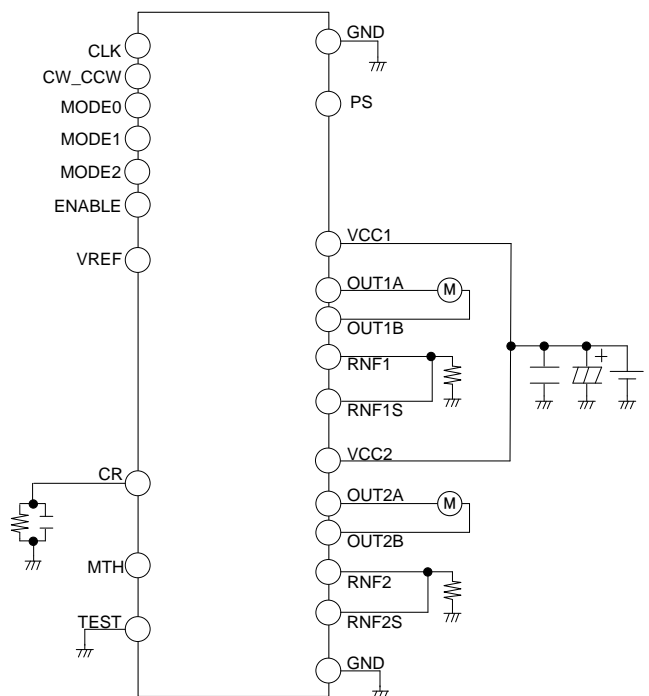 CLK
CW_CCW
MODE0
MODE1
MODE2
ENABLE
VREF
CR
MTH
TEST
GND
PS
VCC1
OUT1A
M
OUT1B
RNF1
RNF1S
VCC2
OUT2A
M
OUT2B
RNF2
RNF2S
GND
+